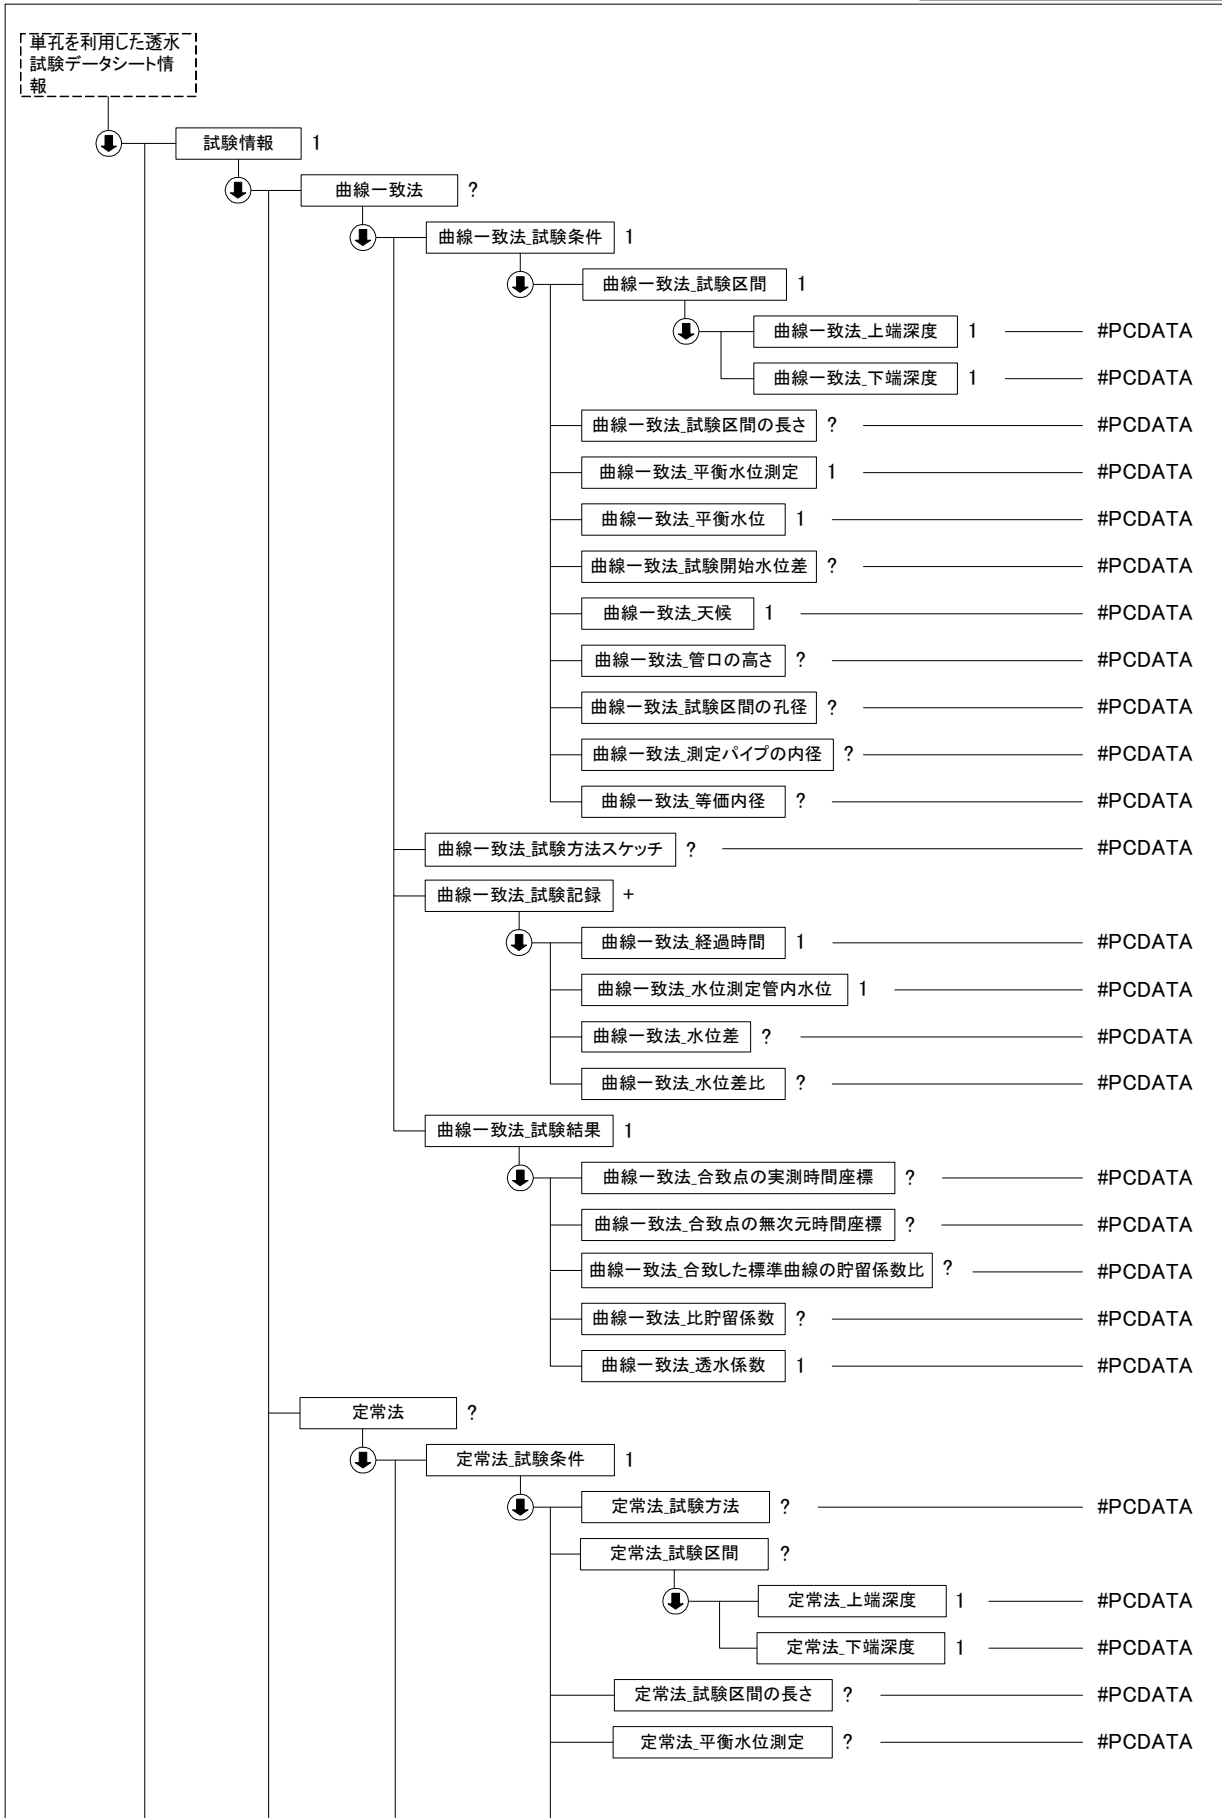 単孔を利用した透水
試験データシート情
報
試験情報 1
曲線一致法 ?
曲線一致法_試験条件 1
曲線一致法_試験区間 1
曲線一致法_上端深度 1 #PCDATA
曲線一致法_下端深度 1 #PCDATA
曲線一致法_試験区間の長さ ? #PCDATA
曲線一致法_平衡水位測定 1 #PCDATA
曲線一致法_平衡水位 1 #PCDATA
曲線一致法_試験開始水位差 ? #PCDATA
曲線一致法_天候 1 #PCDATA
曲線一致法_管口の高さ ? #PCDATA
曲線一致法_試験区間の孔径 ? #PCDATA
曲線一致法_測定パイプの内径 ? #PCDATA
曲線一致法_等価内径 ? #PCDATA
曲線一致法_試験方法スケッチ ? #PCDATA
曲線一致法_試験記録 +
曲線一致法_経過時間 1 #PCDATA
曲線一致法_水位測定管内水位 1 #PCDATA
曲線一致法_水位差 ? #PCDATA
曲線一致法_水位差比 ? #PCDATA
曲線一致法_試験結果 1
曲線一致法_合致点の実測時間座標 ? #PCDATA
曲線一致法_合致点の無次元時間座標 ? #PCDATA
曲線一致法_合致した標準曲線の貯留係数比 ? #PCDATA
曲線一致法_比貯留係数 ? #PCDATA
曲線一致法_透水係数 1 #PCDATA
定常法 ?
定常法_試験条件 1
定常法_試験方法 ? #PCDATA
定常法_試験区間 ?
定常法_上端深度 1 #PCDATA
定常法_下端深度 1 #PCDATA
定常法_試験区間の長さ ? #PCDATA
定常法_平衡水位測定 ? #PCDATA